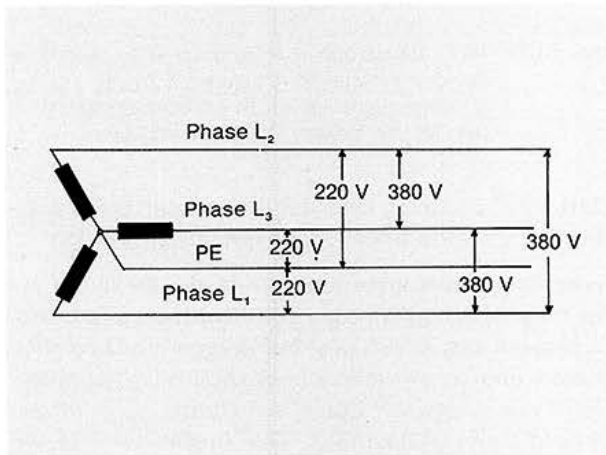 Phase L₂
220 V
380 V
Phase L₃
380 V
PE
220 V
220 V
380 V
Phase L₁